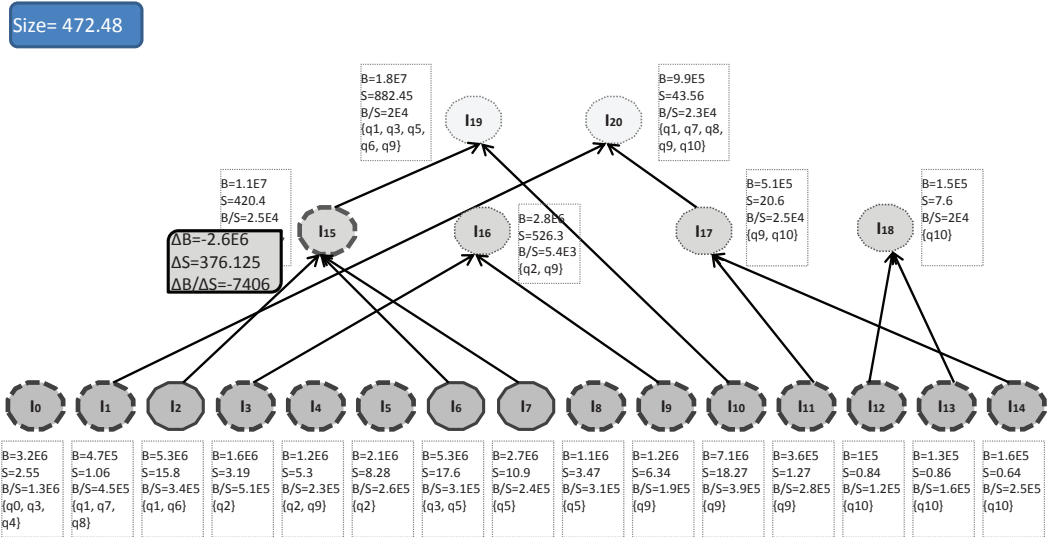 Size= 472.48
B=1.8E7
S=882.45
B/S=2E4
{q1, q3, q5,
q6, q9}
I19
I20
B=9.9E5
S=43.56
B/S=2.3E4
{q1, q7, q8,
q9, q10}
B=1.1E7
S=420.4
B/S=2.5E4
ΔB=-2.6E6
ΔS=376.125
ΔB/ΔS=-7406
I15
I16
B=2.8E6
S=526.3
B/S=5.4E3
{q2, q9}
I17
B=5.1E5
S=20.6
B/S=2.5E4
{q9, q10}
I18
B=1.5E5
S=7.6
B/S=2E4
{q10}
I0 I1 I2 I3 I4 I5 I6 I7 I8 I9 I10 I11 I12 I13 I14
B=3.2E6
S=2.55
B/S=1.3E6
{q0, q3,
q4}
B=4.7E5
S=1.06
B/S=4.5E5
{q1, q7,
q8}
B=5.3E6
S=15.8
B/S=3.4E5
{q1, q6}
B=1.6E6
S=3.19
B/S=5.1E5
{q2}
B=1.2E6
S=5.3
B/S=2.3E5
{q2, q9}
B=2.1E6
S=8.28
B/S=2.6E5
{q2}
B=5.3E6
S=17.6
B/S=3.1E5
{q3, q5}
B=2.7E6
S=10.9
B/S=2.4E5
{q5}
B=1.1E6
S=3.47
B/S=3.1E5
{q5}
B=1.2E6
S=6.34
B/S=1.9E5
{q9}
B=7.1E6
S=18.27
B/S=3.9E5
{q9}
B=3.6E5
S=1.27
B/S=2.8E5
{q9}
B=1E5
S=0.84
B/S=1.2E5
{q10}
B=1.3E5
S=0.86
B/S=1.6E5
{q10}
B=1.6E5
S=0.64
B/S=2.5E5
{q10}